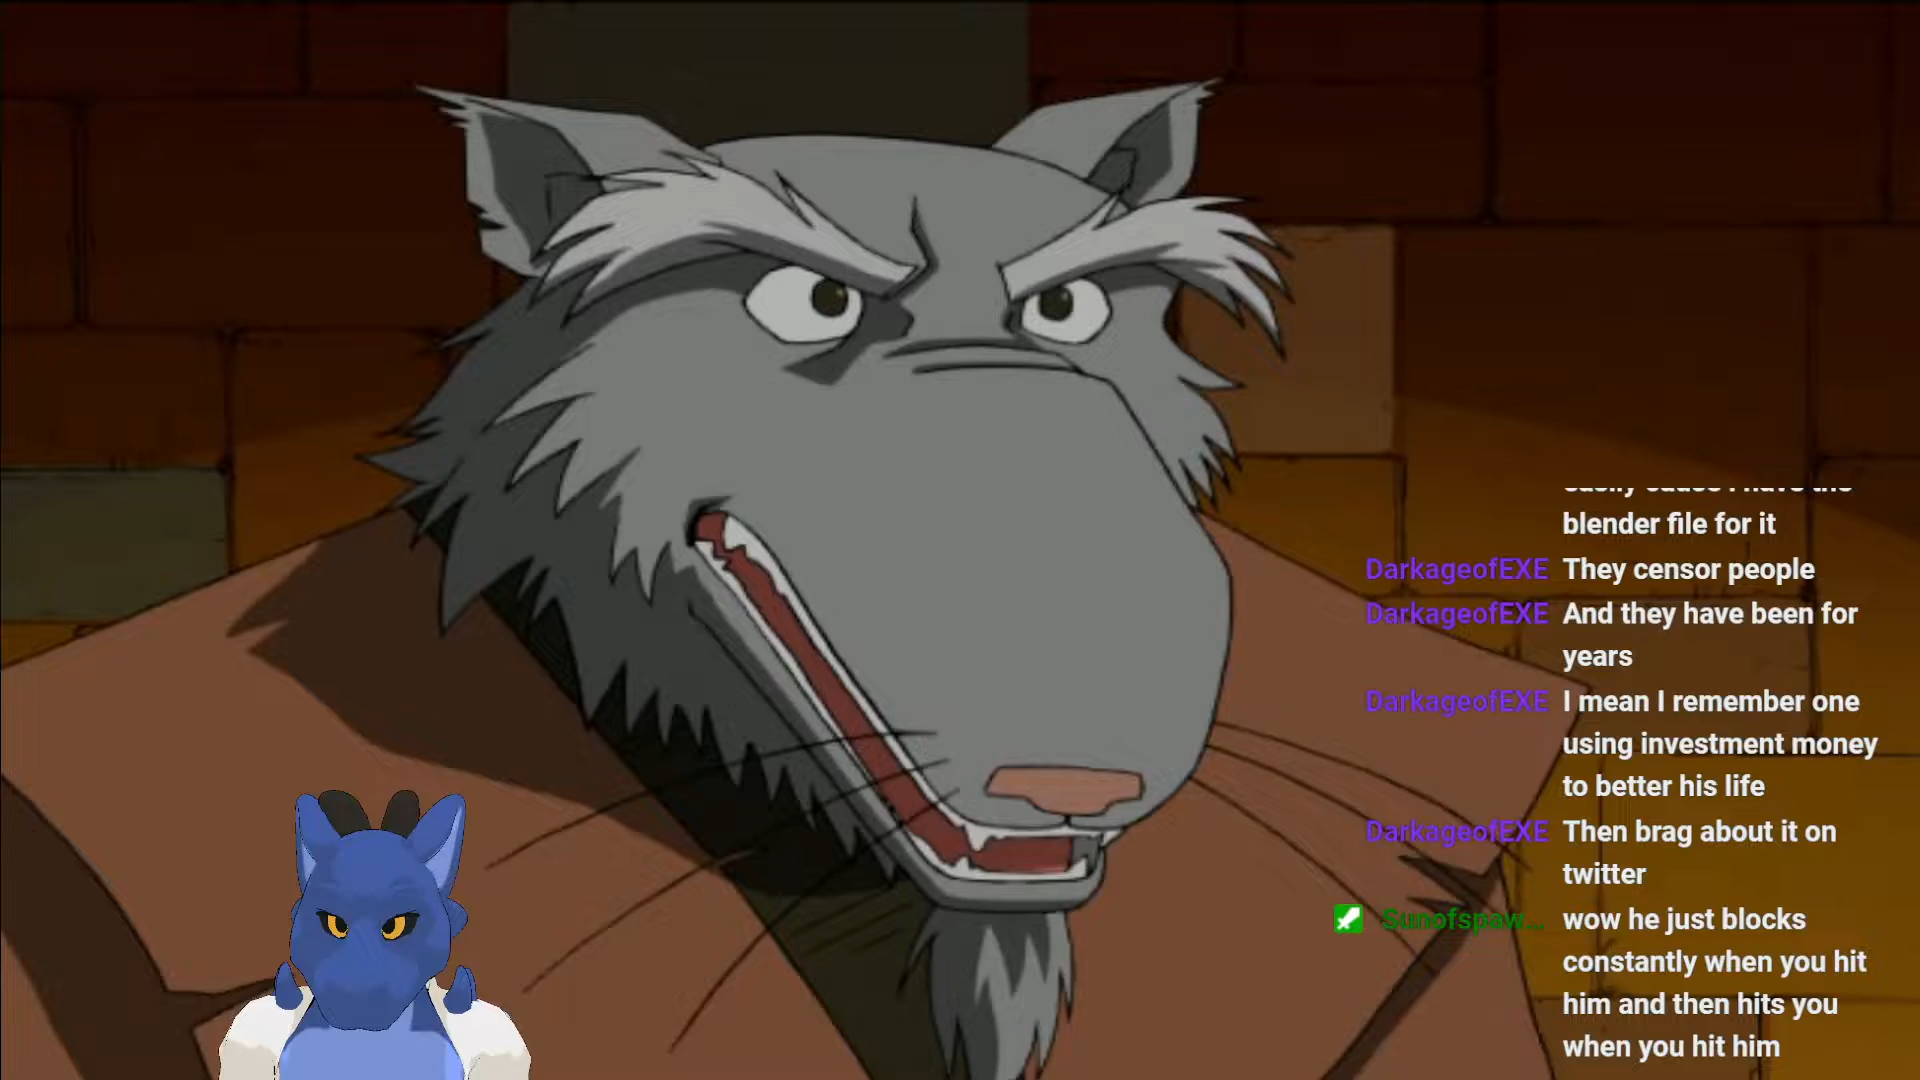 blender file for it
DarkageofEXE They censor people
DarkageofEXE And they have been for
years
DarkageofEXE I mean I remember one
using investment money
to better his life
DarkageofEXE Then brag about it on
twitter
Sunofspaw... wow he just blocks
constantly when you hit
him and then hits you
when you hit him